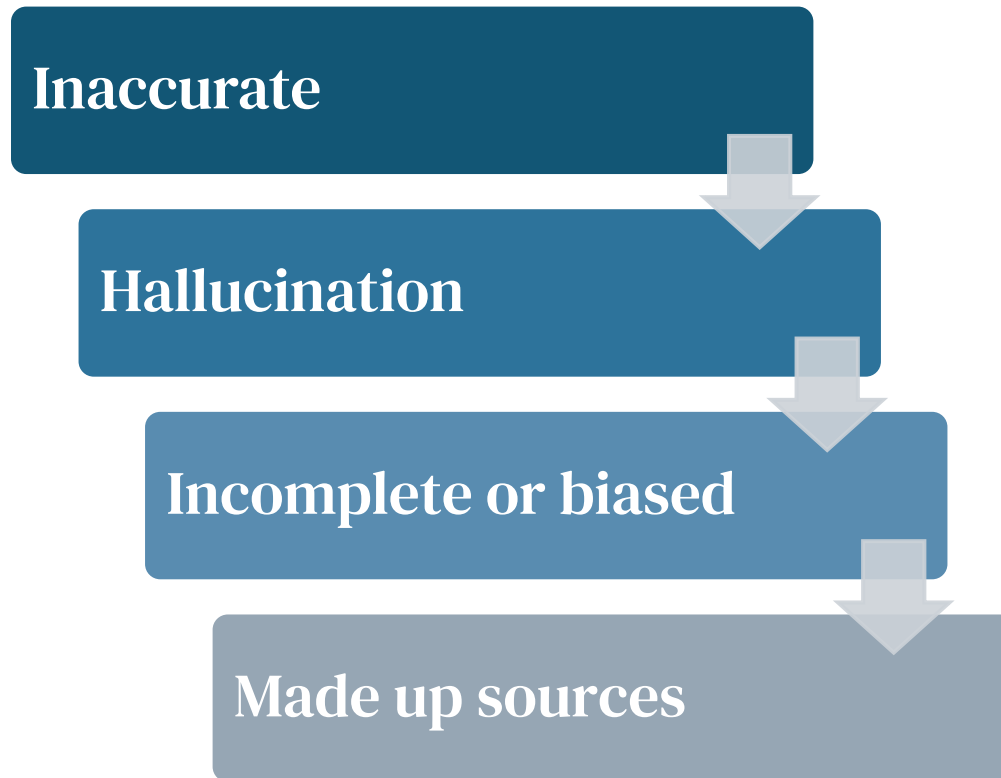 Inaccurate
Hallucination
Incomplete or biased
Made up sources